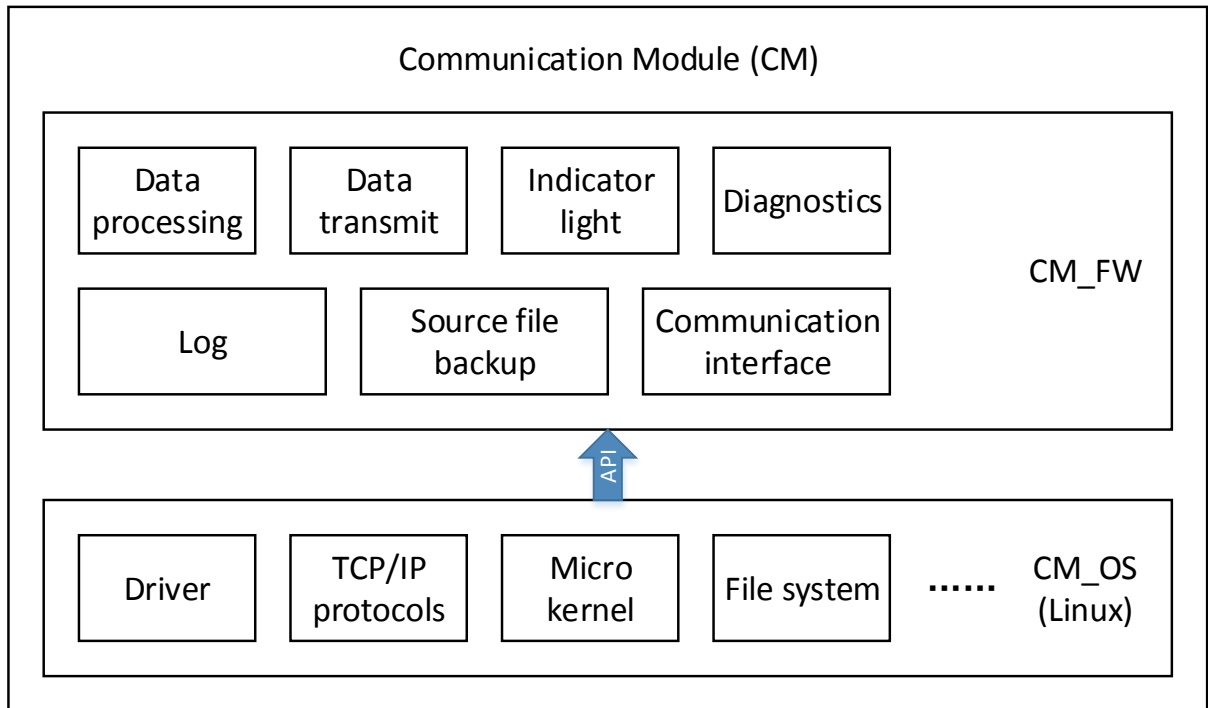 Communication Module (CM)
Data
processing
Data
transmit
Indicator
light
Diagnostics
CM_FW
Log
Source file
backup
Communication
interface
API
Driver
TCP/IP
protocols
Micro
kernel
File system
······
CM_OS
(Linux)